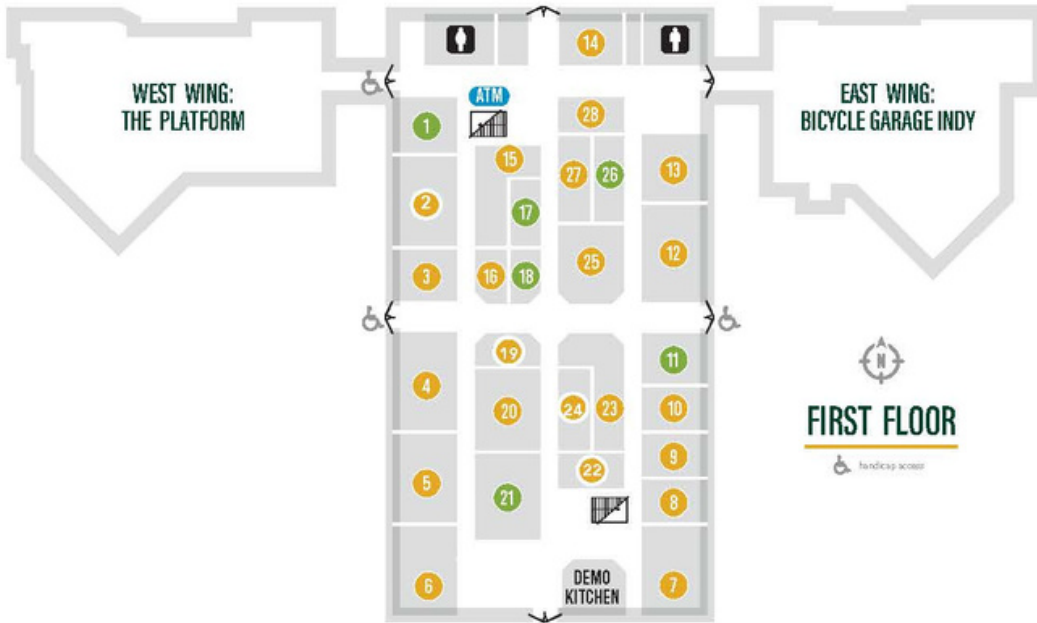 WEST WING:
THE PLATFORM
EAST WING:
BICYCLE GARAGE INDY
14
ATM
1
28
15
27
26
13
2
17
12
25
3
16
18
19
11
4
20
24
23
10
9
22
5
21
8
6
7
DEMO
KITCHEN
N
FIRST FLOOR
handicap access